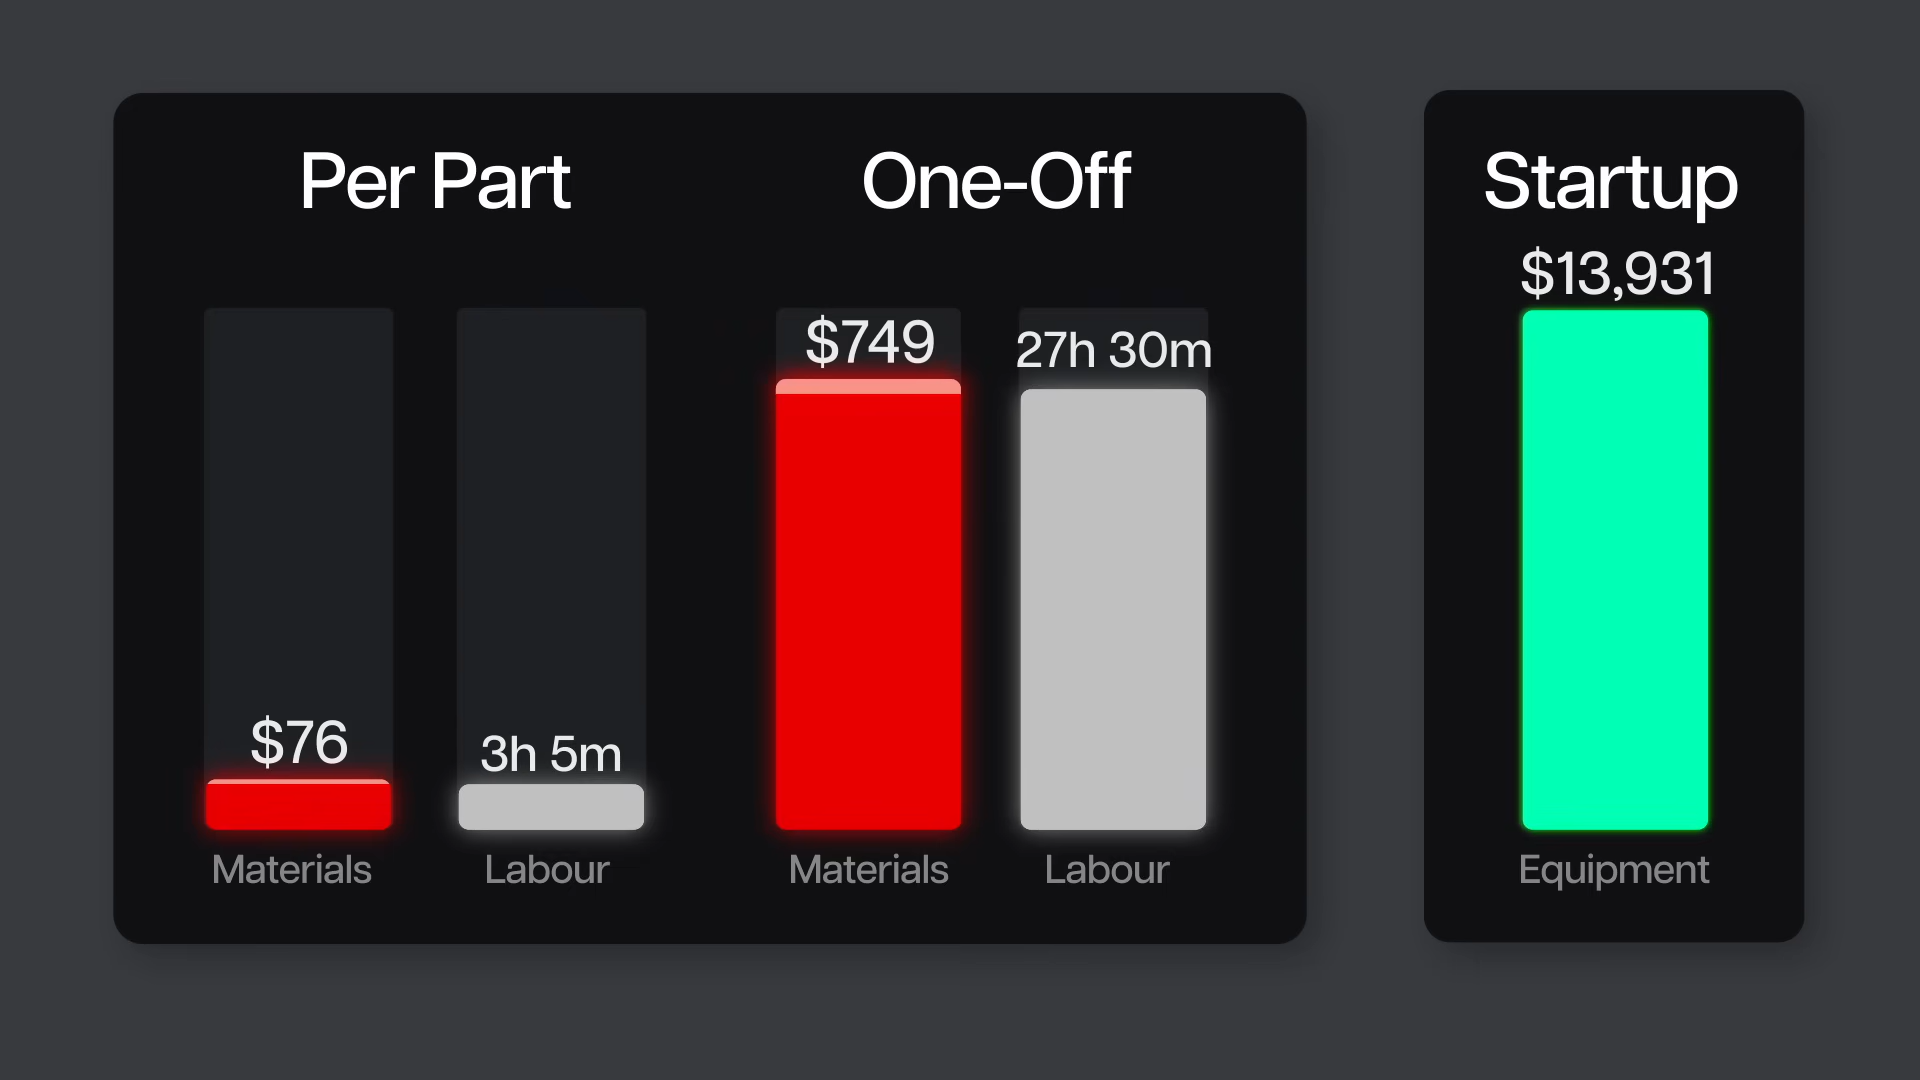 Per Part
One-Off
Startup
$13,931
$749
27h 30m
$76
3h 5m
Materials
Labour
Materials
Labour
Equipment